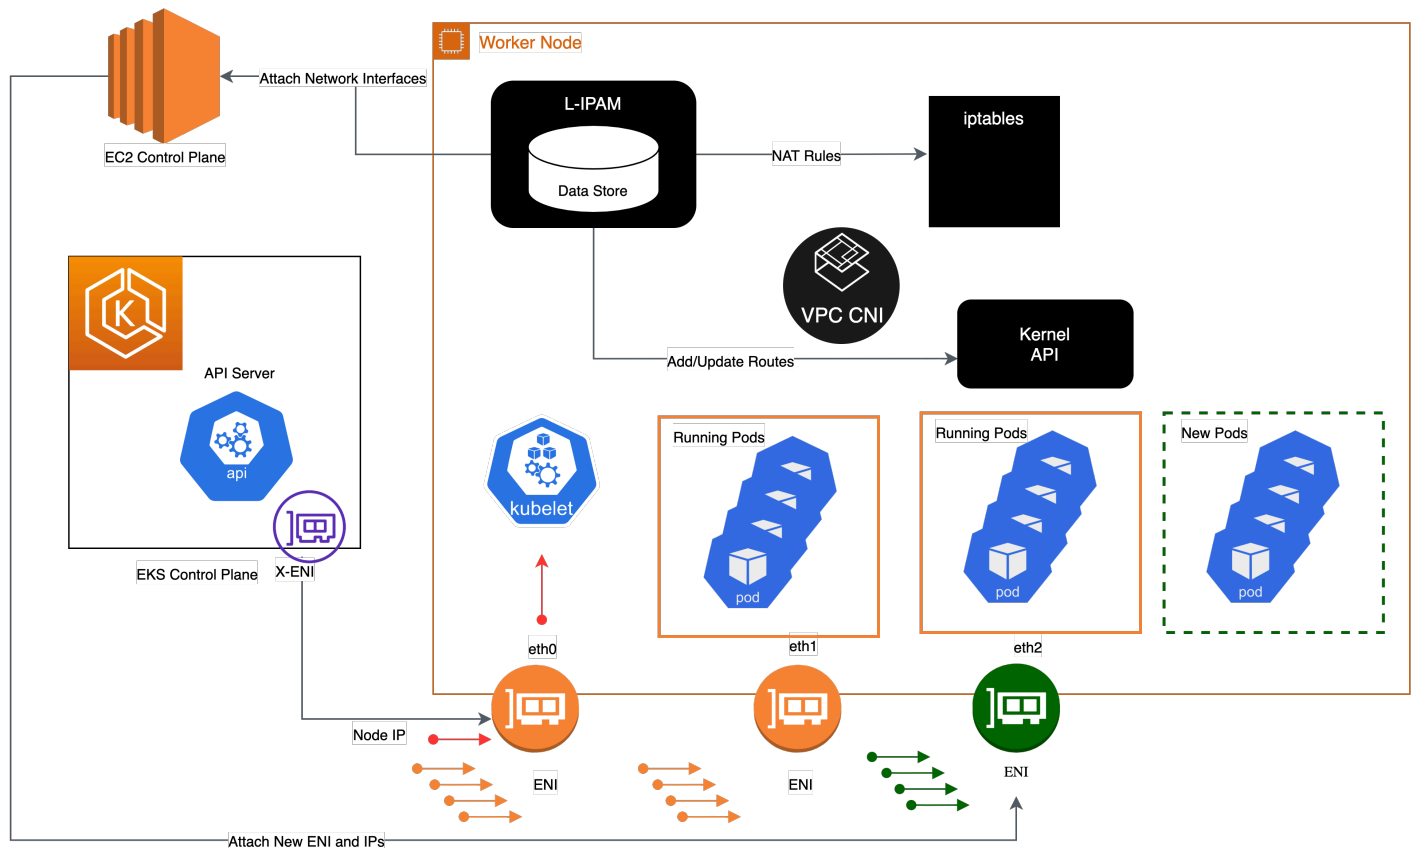 Worker Node
Attach Network Interfaces
L-IPAM
Data Store
NAT Rules
iptables
EC2 Control Plane
VPC CNI
Kernel
API
Add/Update Routes
K
API Server
api
EKS Control Plane
X-ENI
kubelet
Running Pods
pod
Running Pods
pod
New Pods
pod
eth0
eth1
eth2
Node IP
ENI
ENI
ENI
Attach New ENI and IPs